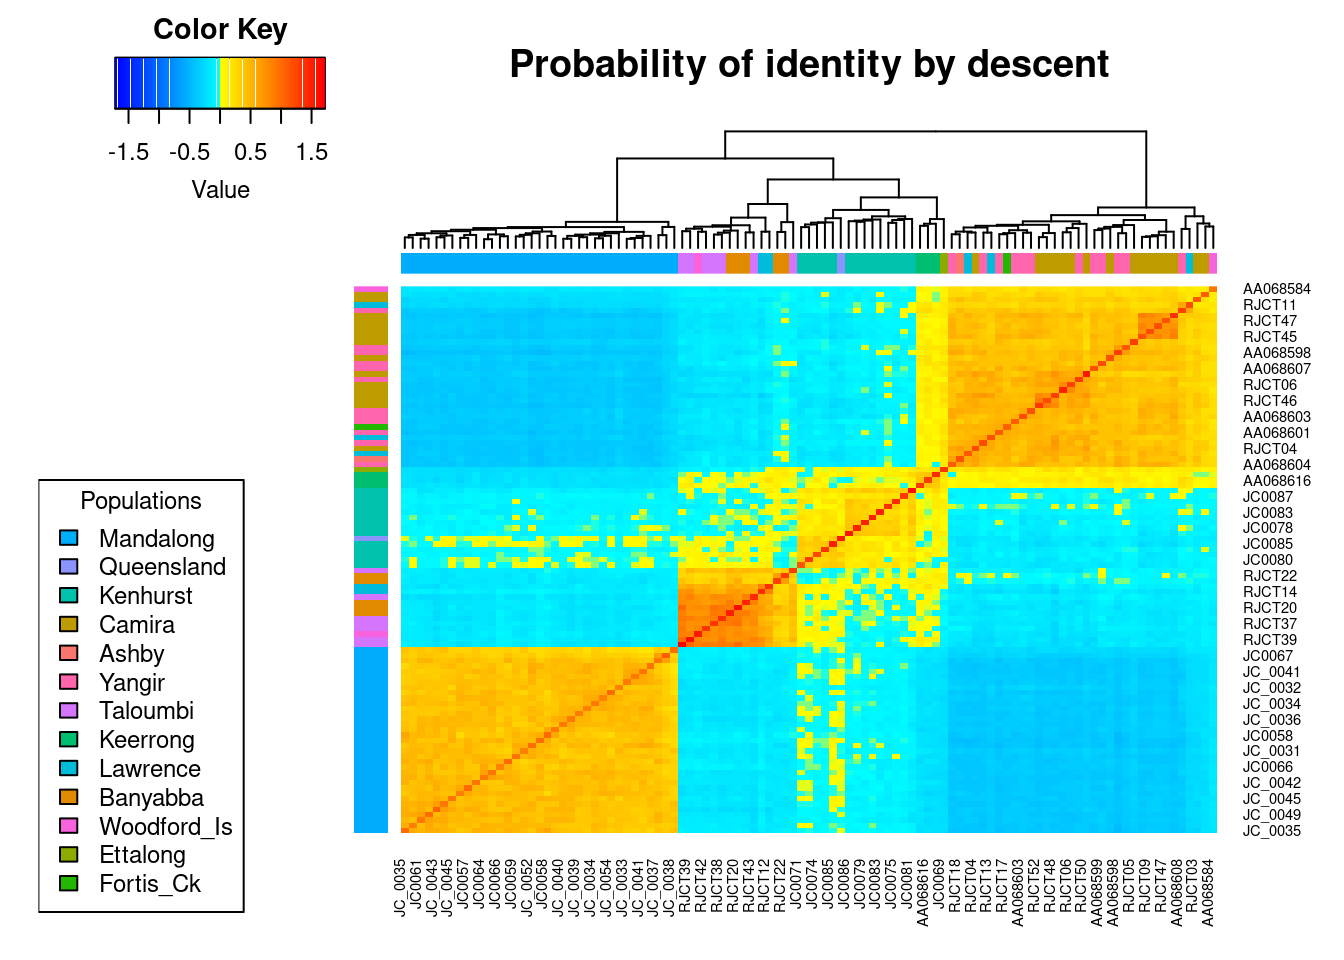 Color Key
Probability of identity by descent
-1.5 -0.5 0.5 1.5
Value
AA068584
RJCT11
RJCT47
RJCT45
AA068598
AA068607
RJCT06
RJCT46
AA068603
AA068601
RJCT04
AA068604
AA068616
JC0087
JC0083
JC0078
JC0085
JC0080
RJCT22
RJCT14
RJCT20
RJCT37
RJCT39
JC0067
JC_0041
JC_0032
JC_0034
JC_0036
JC0058
JC_0031
JC0066
JC_0042
JC_0045
JC_0049
JC_0035
Populations
Mandalong
Queensland
Kenhurst
Camira
Ashby
Yangir
Taloumbi
Keerrong
Lawrence
Banyabba
Woodford_Is
Ettalong
Fortis_Ck
JC_0035
JC0061
JC_0043
JC_0045
JC0057
JC0064
JC0066
JC0059
JC_0052
JC0058
JC_0040
JC_0039
JC_0034
JC_0054
JC_0033
JC_0041
JC_0037
JC_0038
RJCT39
RJCT42
RJCT38
RJCT20
RJCT43
RJCT12
RJCT22
JC0071
JC0074
JC0085
JC0086
JC0079
JC0083
JC0075
JC0081
AA068616
JC0069
RJCT18
RJCT04
RJCT13
RJCT17
AA068603
RJCT52
RJCT48
RJCT06
RJCT50
AA068599
AA068598
RJCT05
RJCT09
RJCT47
AA068608
RJCT03
AA068584